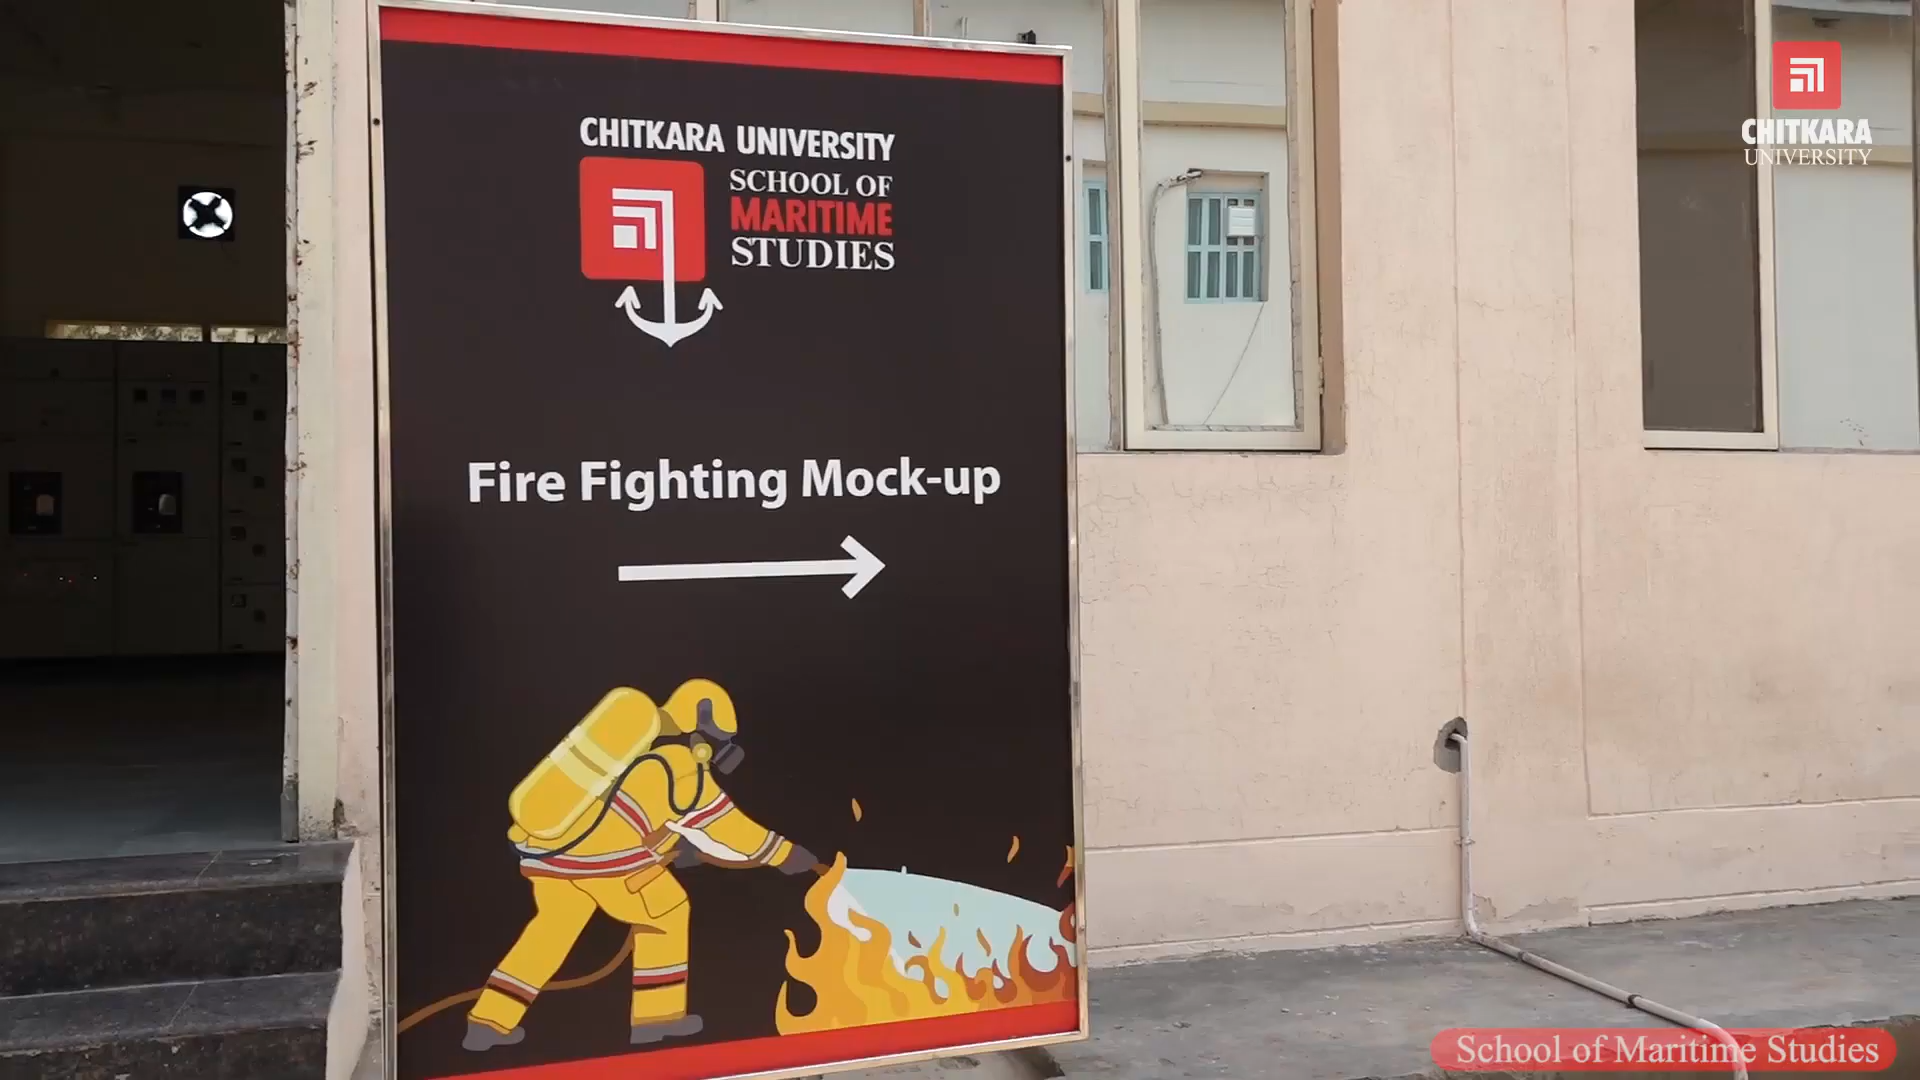 CHITKARA UNIVERSITY
SCHOOL OF
MARITIME
STUDIES
Fire Fighting Mock-up
CHITKARA
UNIVERSITY
School of Maritime Studies